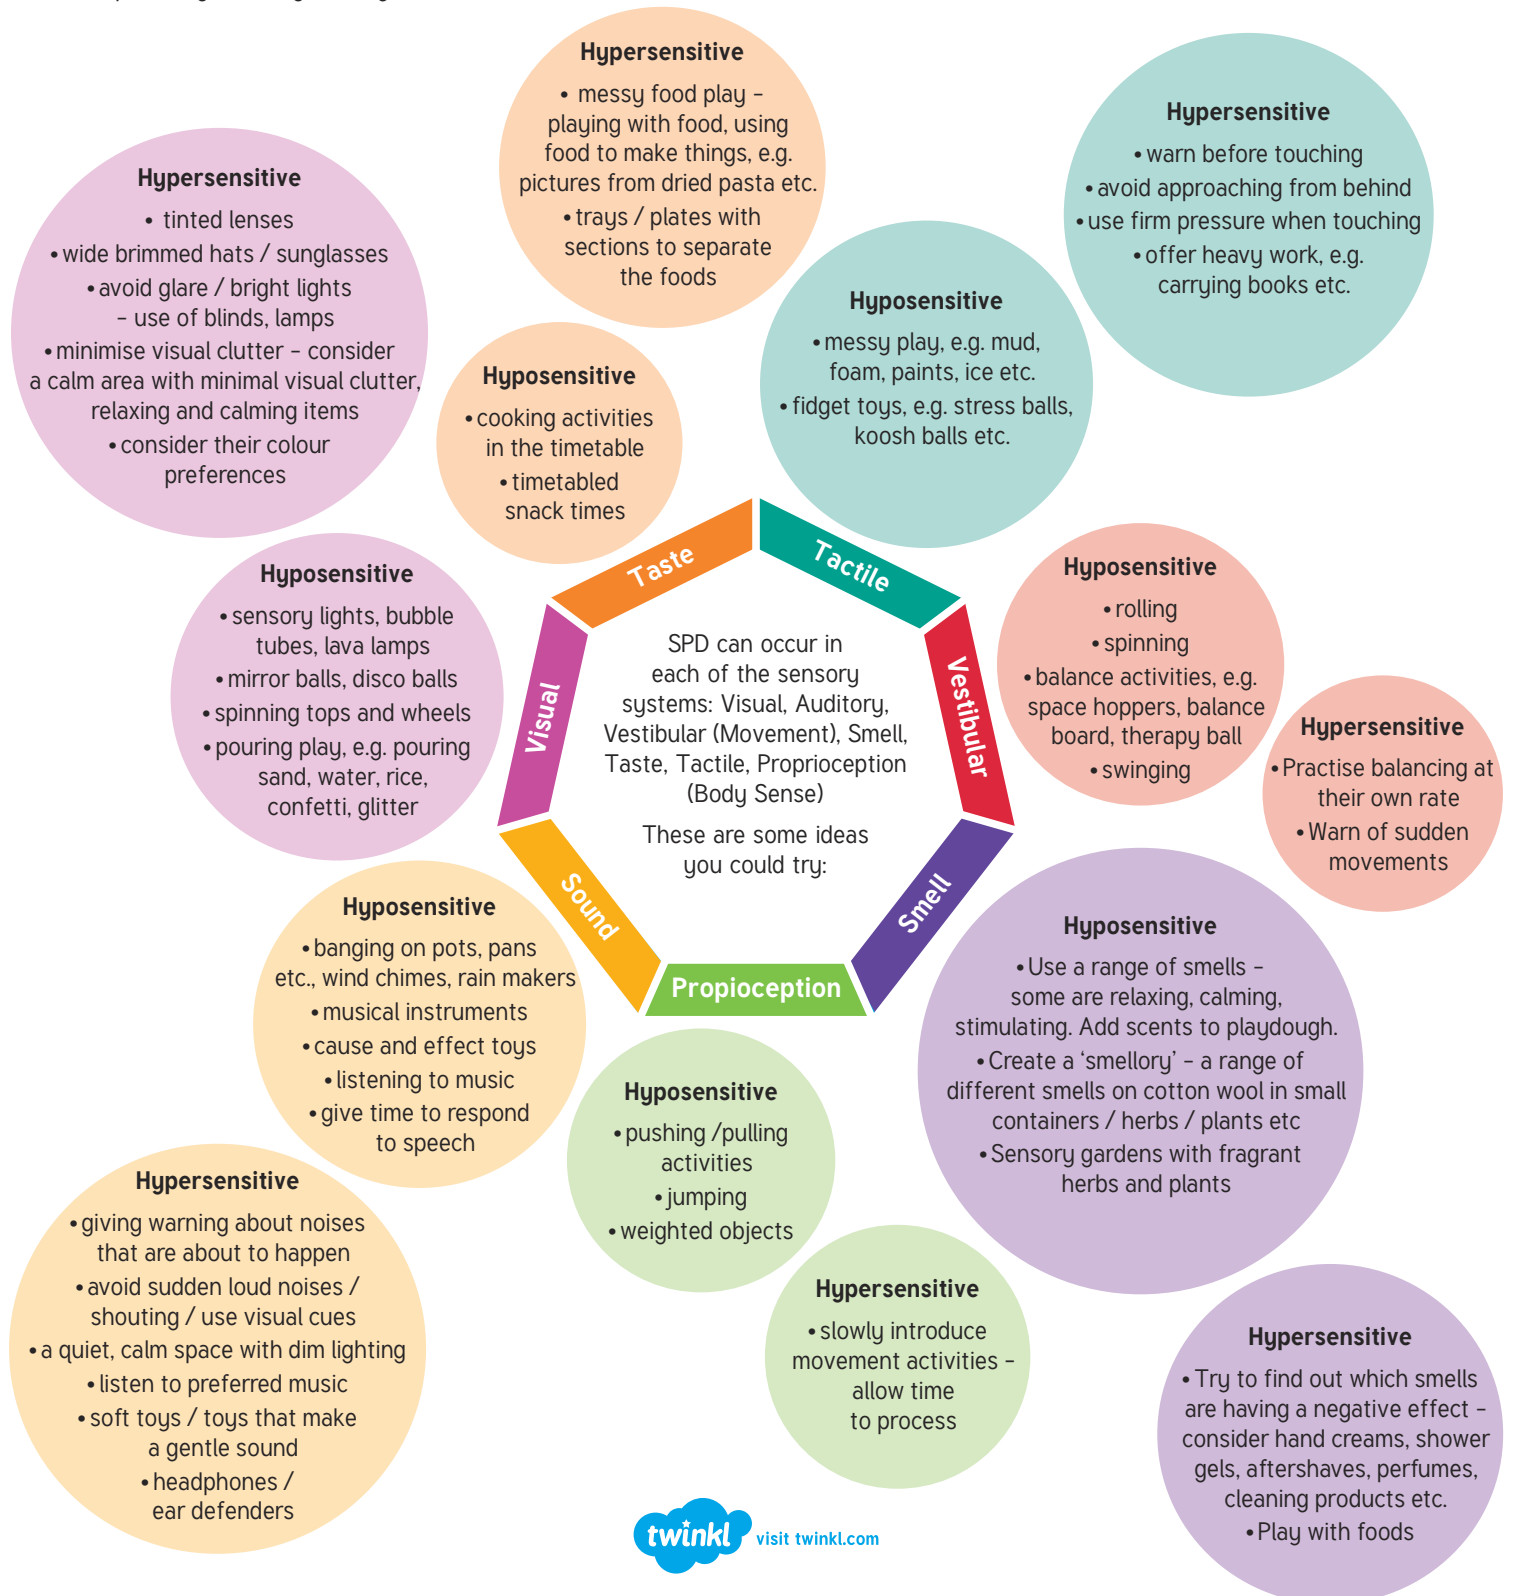 Hypersensitive
• messy food play –
playing with food, using
food to make things, e.g.
pictures from dried pasta etc.
• trays / plates with
sections to separate
the foods
Hypersensitive
• warn before touching
• avoid approaching from behind
• use firm pressure when touching
• offer heavy work, e.g.
carrying books etc.
Hypersensitive
• tinted lenses
• wide brimmed hats / sunglasses
• avoid glare / bright lights
– use of blinds, lamps
• minimise visual clutter – consider
a calm area with minimal visual clutter,
relaxing and calming items
• consider their colour
preferences
Hyposensitive
• cooking activities
in the timetable
• timetabled
snack times
Hyposensitive
• messy play, e.g. mud,
foam, paints, ice etc.
• fidget toys, e.g. stress balls,
koosh balls etc.
Taste
Tactile
Visual
Vestibular
Sound
Smell
Propioception
SPD can occur in
each of the sensory
systems: Visual, Auditory,
Vestibular (Movement), Smell,
Taste, Tactile, Proprioception
(Body Sense)
These are some ideas
you could try:
Hyposensitive
• sensory lights, bubble
tubes, lava lamps
• mirror balls, disco balls
• spinning tops and wheels
• pouring play, e.g. pouring
sand, water, rice,
confetti, glitter
Hyposensitive
• rolling
• spinning
• balance activities, e.g.
space hoppers, balance
board, therapy ball
• swinging
Hypersensitive
• Practise balancing at
their own rate
• Warn of sudden
movements
Hyposensitive
• banging on pots, pans
etc., wind chimes, rain makers
• musical instruments
• cause and effect toys
• listening to music
• give time to respond
to speech
Hyposensitive
• Use a range of smells –
some are relaxing, calming,
stimulating. Add scents to playdough.
• Create a ‘smellory’ – a range of
different smells on cotton wool in small
containers / herbs / plants etc
• Sensory gardens with fragrant
herbs and plants
Hyposensitive
• pushing /pulling
activities
• jumping
• weighted objects
Hypersensitive
• giving warning about noises
that are about to happen
• avoid sudden loud noises /
shouting / use visual cues
• a quiet, calm space with dim lighting
• listen to preferred music
• soft toys / toys that make
a gentle sound
• headphones /
ear defenders
Hypersensitive
• slowly introduce
movement activities –
allow time
to process
Hypersensitive
• Try to find out which smells
are having a negative effect –
consider hand creams, shower
gels, aftershaves, perfumes,
cleaning products etc.
• Play with foods
twinkl visit twinkl.com